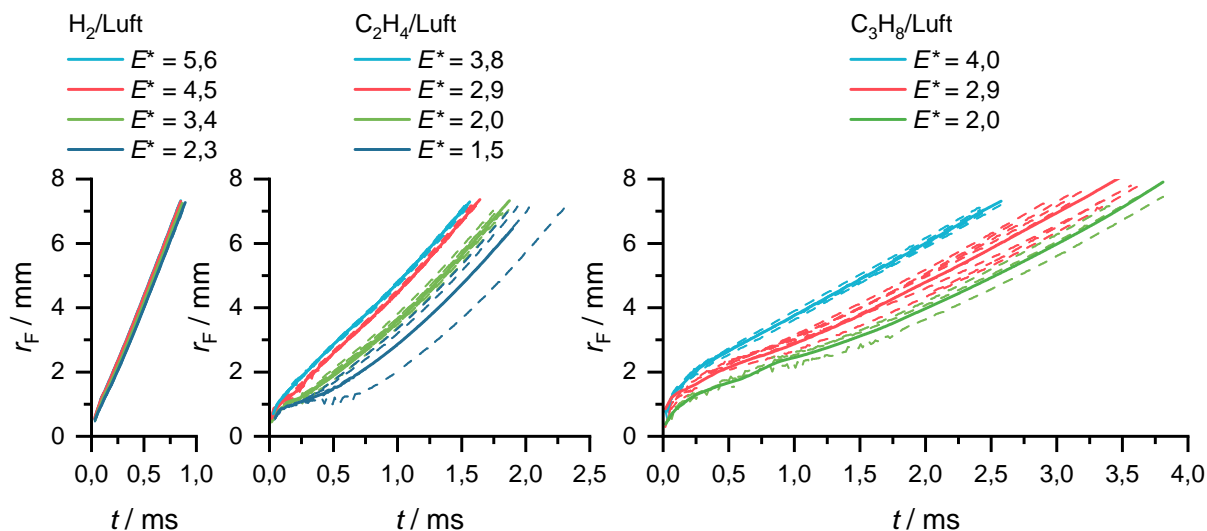 H₂/Luft
E* = 5,6
E* = 4,5
E* = 3,4
E* = 2,3
C₂H₄/Luft
E* = 3,8
E* = 2,9
E* = 2,0
E* = 1,5
C₃H₈/Luft
E* = 4,0
E* = 2,9
E* = 2,0
8
6
4
2
0
r_F / mm
0,0 0,5 1,0
t / ms
8
6
4
2
0
r_F / mm
0,0 0,5 1,0 1,5 2,0 2,5
t / ms
8
6
4
2
0
r_F / mm
0,0 0,5 1,0 1,5 2,0 2,5 3,0 3,5 4,0
t / ms